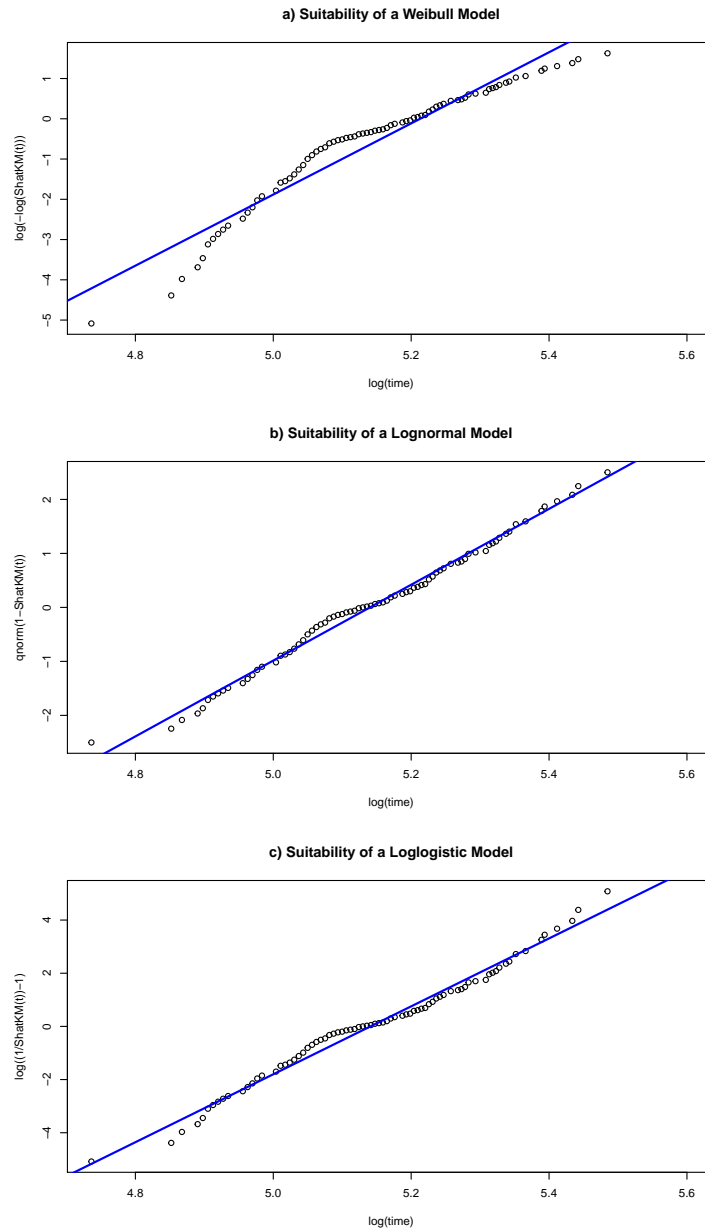 a) Suitability of a Weibull Model
log(−log(ShatKM(t)))
1
0
−1
−2
−3
−4
−5
4.8 5.0 5.2 5.4 5.6
log(time)
b) Suitability of a Lognormal Model
qnorm(1−ShatKM(t))
2
1
0
−1
−2
4.8 5.0 5.2 5.4 5.6
log(time)
c) Suitability of a Loglogistic Model
log((1/ShatKM(t))−1)
4
2
0
−2
−4
4.8 5.0 5.2 5.4 5.6
log(time)